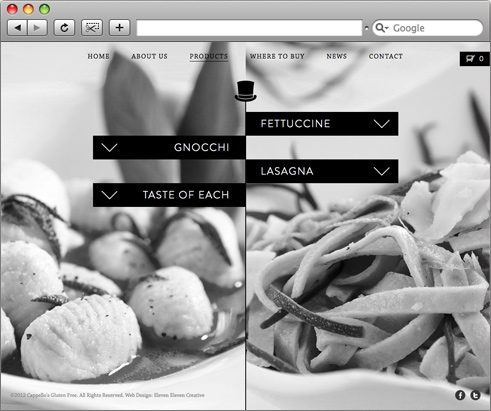 Google
HOME ABOUT US PRODUCTS WHERE TO BUY NEWS CONTACT
0
FETTUCCINE
GNOCCHI
LASAGNA
TASTE OF EACH
©2012 Cappello's Gluten Free. All Rights Reserved. Web Design: Eleven Eleven Creative